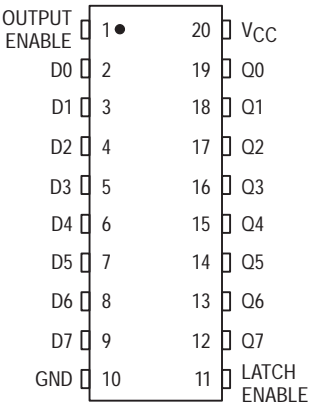 OUTPUT
ENABLE 1 20 VCC
D0 2 19 Q0
D1 3 18 Q1
D2 4 17 Q2
D3 5 16 Q3
D4 6 15 Q4
D5 7 14 Q5
D6 8 13 Q6
D7 9 12 Q7
GND 10 11 LATCH
ENABLE